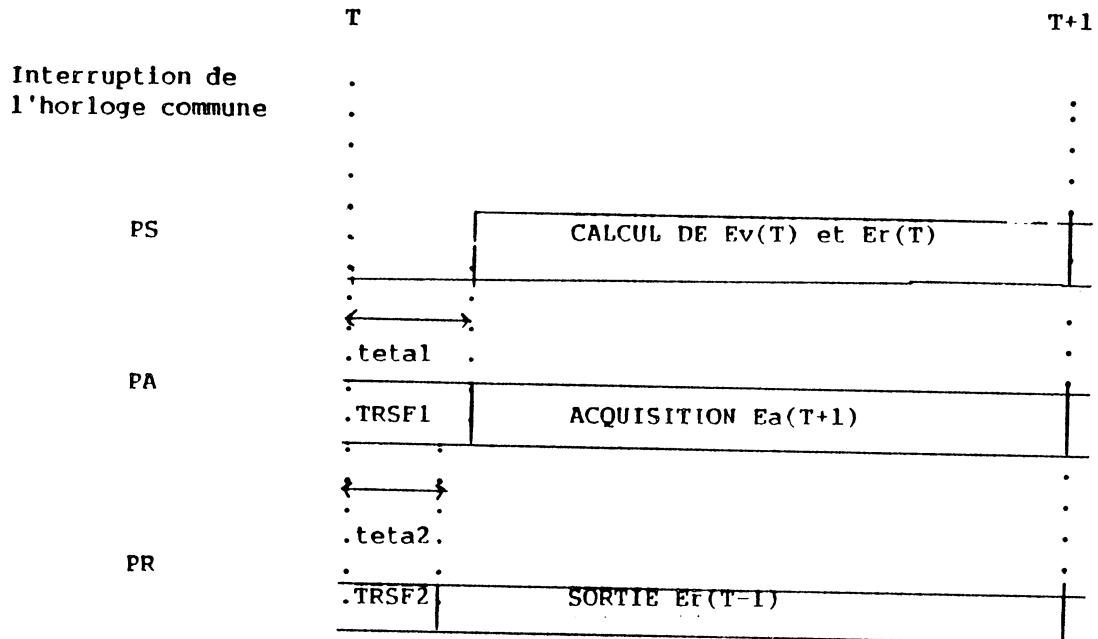 T T+1
Interruption de
l'horloge commune
PS CALCUL DE Ev(T) et Er(T)
.teta1 .
PA
.TRSF1 ACQUISITION Ea(T+1)
.teta2.
PR
.TRSF2 SORTIE Er(T-1)